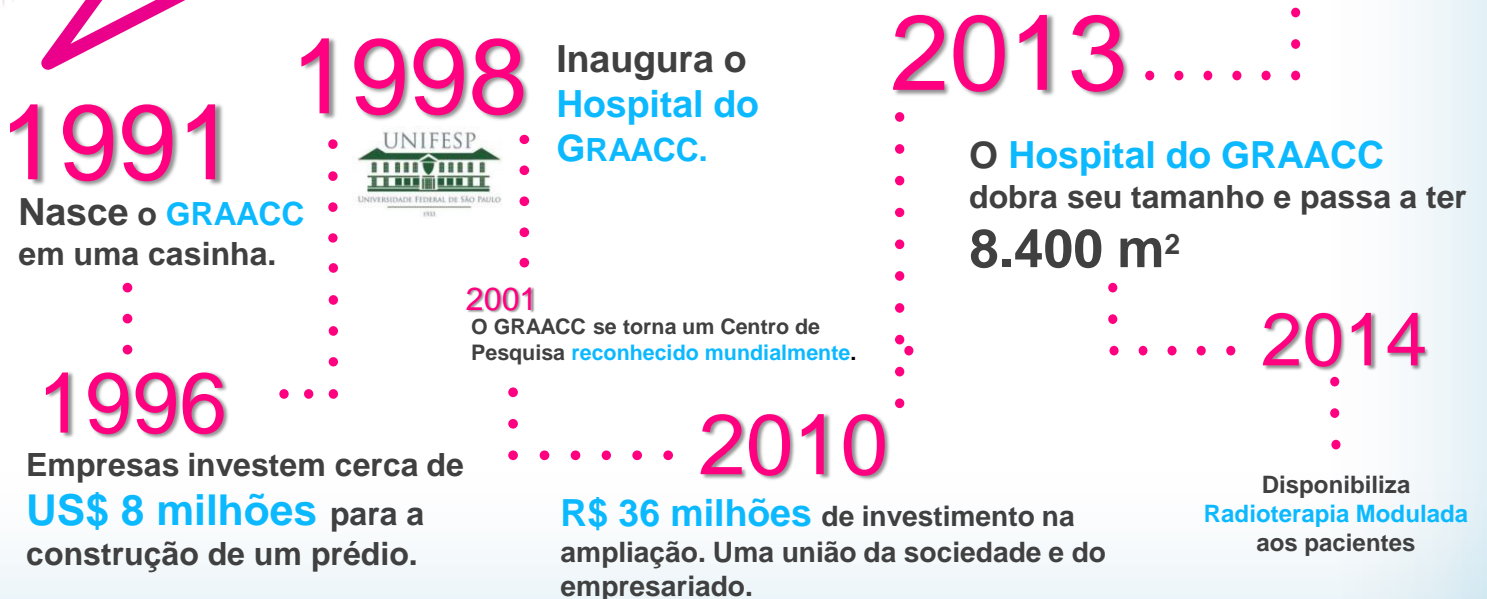 1991
Nasce o GRAACC
em uma casinha.
1996
Empresas investem cerca de
US$ 8 milhões para a
construção de um prédio.
1998
UNIFESP
UNIVERSIDADE FEDERAL DE SÃO PAULO
1933
Inaugura o
Hospital do
GRAACC.
2001
O GRAACC se torna um Centro de
Pesquisa reconhecido mundialmente.
2010
R$ 36 milhões de investimento na
ampliação. Uma união da sociedade e do
empresariado.
2013
O Hospital do GRAACC
dobra seu tamanho e passa a ter
8.400 m²
2014
Disponibiliza
Radioterapia Modulada
aos pacientes